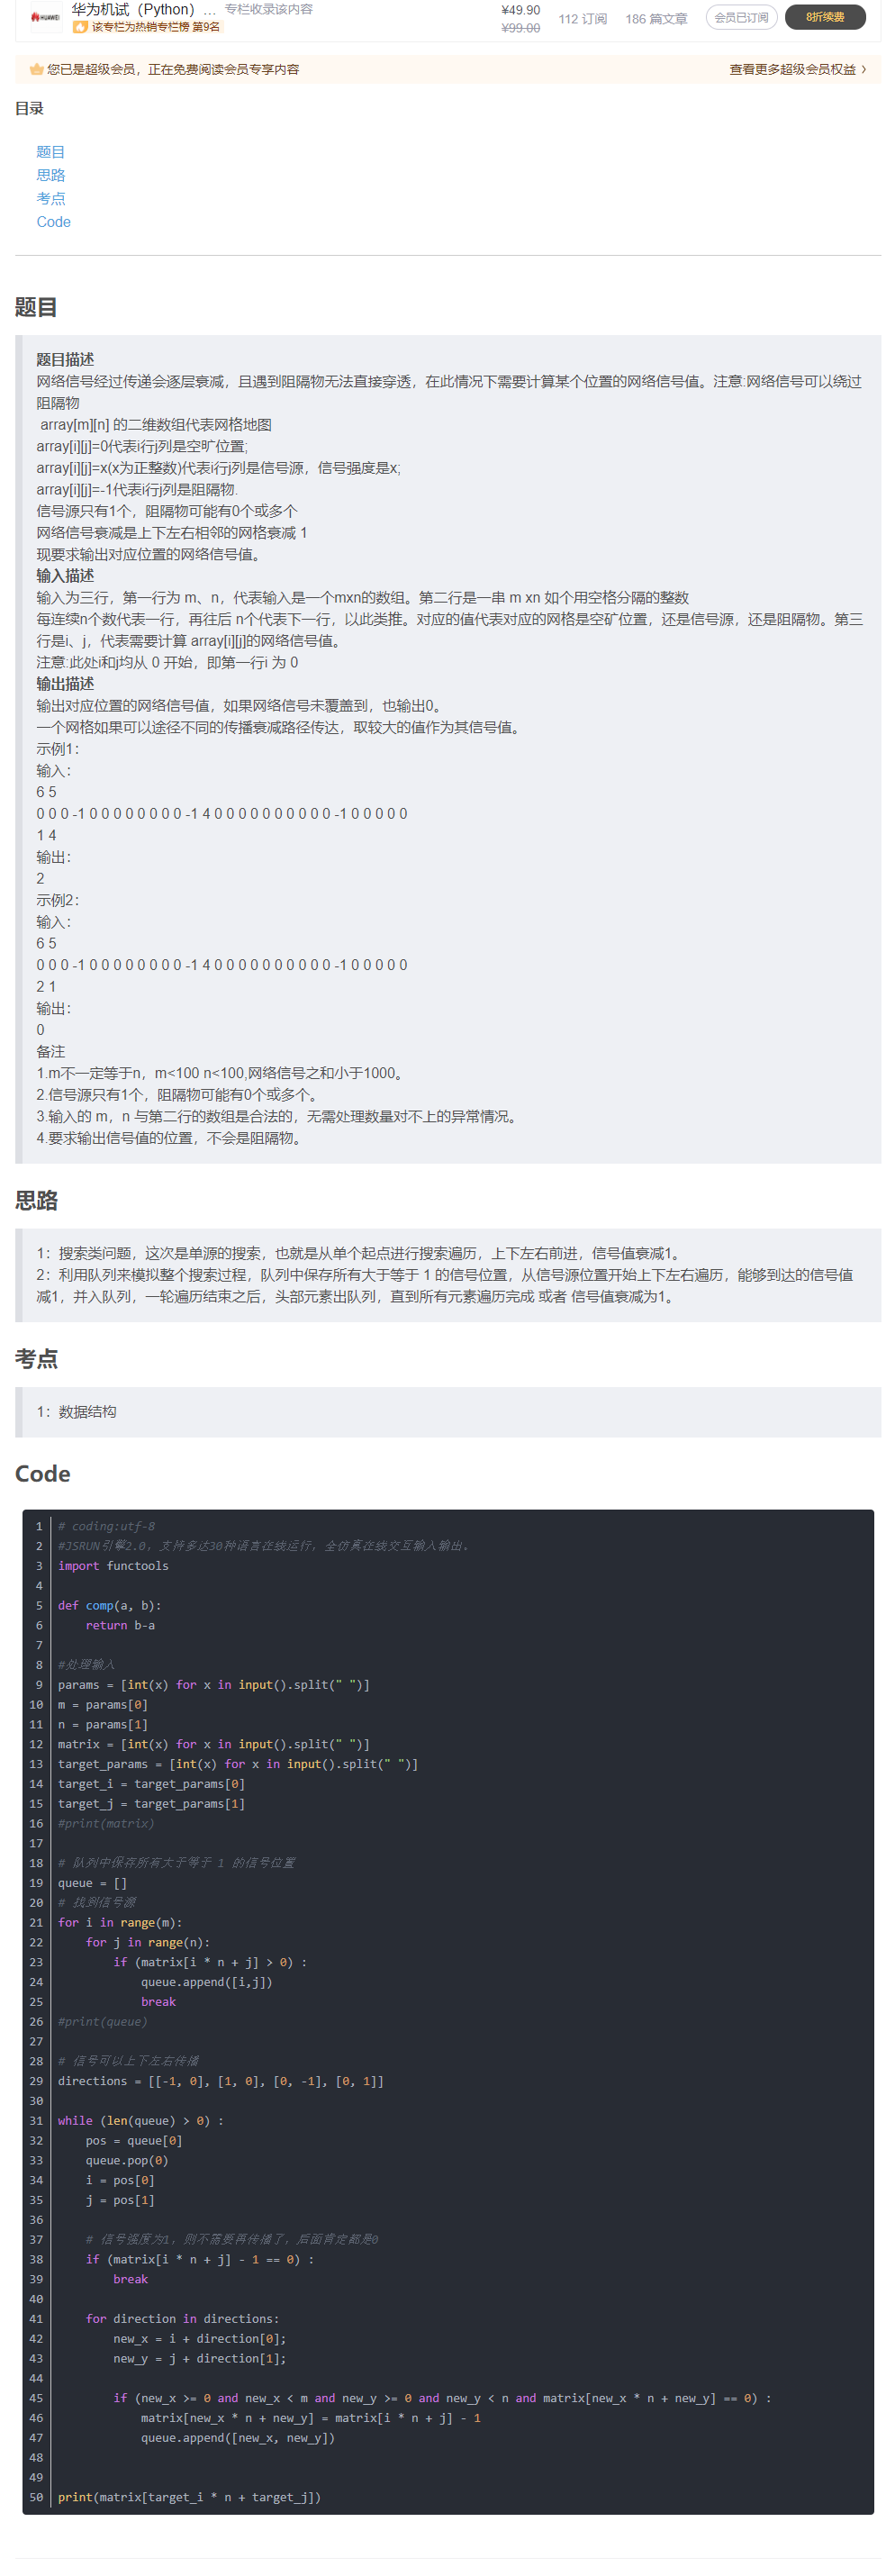 华为机试（Python）... 专栏收录该内容
该专栏为热销专栏榜 第9名
¥49.90
¥99.00
112 订阅
186 篇文章
会员已订阅
8折续费
您已是超级会员，正在免费阅读会员专享内容
查看更多超级会员权益 >
目录
题目
思路
考点
Code
题目
题目描述
网络信号经过传递会逐层衰减，且遇到阻隔物无法直接穿透，在此情况下需要计算某个位置的网络信号值。注意:网络信号可以绕过
阻隔物
array[m][n] 的二维数组代表网格地图
array[i][j]=0代表i行j列是空旷位置;
array[i][j]=x(x为正整数)代表i行j列是信号源，信号强度是x;
array[i][j]=-1代表i行j列是阻隔物.
信号源只有1个，阻隔物可能有0个或多个
网络信号衰减是上下左右相邻的网格衰减 1
现要求输出对应位置的网络信号值。
输入描述
输入为三行，第一行为 m、n，代表输入是一个mxn的数组。第二行是一串 m xn 如个用空格分隔的整数
每连续n个数代表一行，再往后 n个代表下一行，以此类推。对应的值代表对应的网格是空矿位置，还是信号源，还是阻隔物。第三
行是i、j，代表需要计算 array[i][j]的网络信号值。
注意:此处i和j均从 0 开始，即第一行i 为 0
输出描述
输出对应位置的网络信号值，如果网络信号未覆盖到，也输出0。
一个网格如果可以途径不同的传播衰减路径传达，取较大的值作为其信号值。
示例1：
输入：
6 5
0 0 0 -1 0 0 0 0 0 0 0 0 -1 4 0 0 0 0 0 0 0 0 0 0 -1 0 0 0 0 0
1 4
输出：
2
示例2：
输入：
6 5
0 0 0 -1 0 0 0 0 0 0 0 0 -1 4 0 0 0 0 0 0 0 0 0 0 -1 0 0 0 0 0
2 1
输出：
0
备注
1.m不一定等于n，m<100 n<100,网络信号之和小于1000。
2.信号源只有1个，阻隔物可能有0个或多个。
3.输入的 m，n 与第二行的数组是合法的，无需处理数量对不上的异常情况。
4.要求输出信号值的位置，不会是阻隔物。
思路
1：搜索类问题，这次是单源的搜索，也就是从单个起点进行搜索遍历，上下左右前进，信号值衰减1。
2：利用队列来模拟整个搜索过程，队列中保存所有大于等于 1 的信号位置，从信号源位置开始上下左右遍历，能够到达的信号值
减1，并入队列，一轮遍历结束之后，头部元素出队列，直到所有元素遍历完成 或者 信号值衰减为1。
考点
1：数据结构
Code
1 # coding:utf-8
2 #JSRUN引擎2.0，支持多达30种语言在线运行，全仿真在线交互输入输出。
3 import functools
4
5 def comp(a, b):
6     return b-a
7
8 #处理输入
9 params = [int(x) for x in input().split(" ")]
10 m = params[0]
11 n = params[1]
12 matrix = [int(x) for x in input().split(" ")]
13 target_params = [int(x) for x in input().split(" ")]
14 target_i = target_params[0]
15 target_j = target_params[1]
16 #print(matrix)
17
18 # 队列中保存所有大于等于 1 的信号位置
19 queue = []
20 # 找到信号源
21 for i in range(m):
22     for j in range(n):
23         if (matrix[i * n + j] > 0) :
24             queue.append([i,j])
25             break
26 #print(queue)
27
28 # 信号可以上下左右传播
29 directions = [[-1, 0], [1, 0], [0, -1], [0, 1]]
30
31 while (len(queue) > 0) :
32     pos = queue[0]
33     queue.pop(0)
34     i = pos[0]
35     j = pos[1]
36
37     # 信号强度为1，则不需要再传播了，后面肯定都是0
38     if (matrix[i * n + j] - 1 == 0) :
39         break
40
41     for direction in directions:
42         new_x = i + direction[0];
43         new_y = j + direction[1];
44
45         if (new_x >= 0 and new_x < m and new_y >= 0 and new_y < n and matrix[new_x * n + new_y] == 0) :
46             matrix[new_x * n + new_y] = matrix[i * n + j] - 1
47             queue.append([new_x, new_y])
48
49
50 print(matrix[target_i * n + target_j])